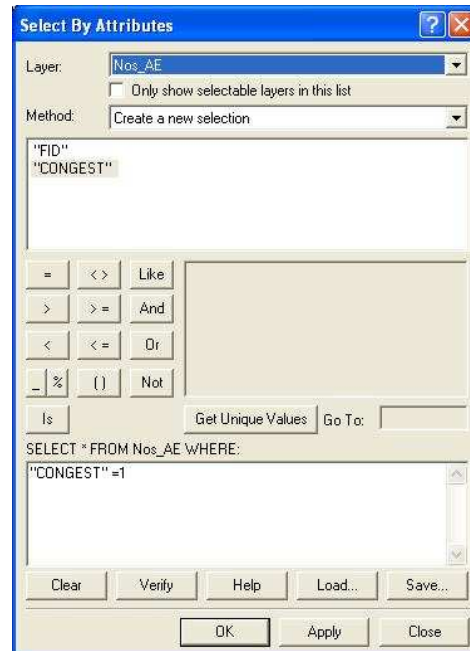 Select By Attributes
Layer: Nos_AE
Only show selectable layers in this list
Method: Create a new selection
"FID"
"CONGEST"
= < > Like
> > = And
< < = Or
_ % ( ) Not
Is Get Unique Values Go To:
SELECT * FROM Nos_AE WHERE:
"CONGEST" =1
Clear Verify Help Load... Save...
OK Apply Close